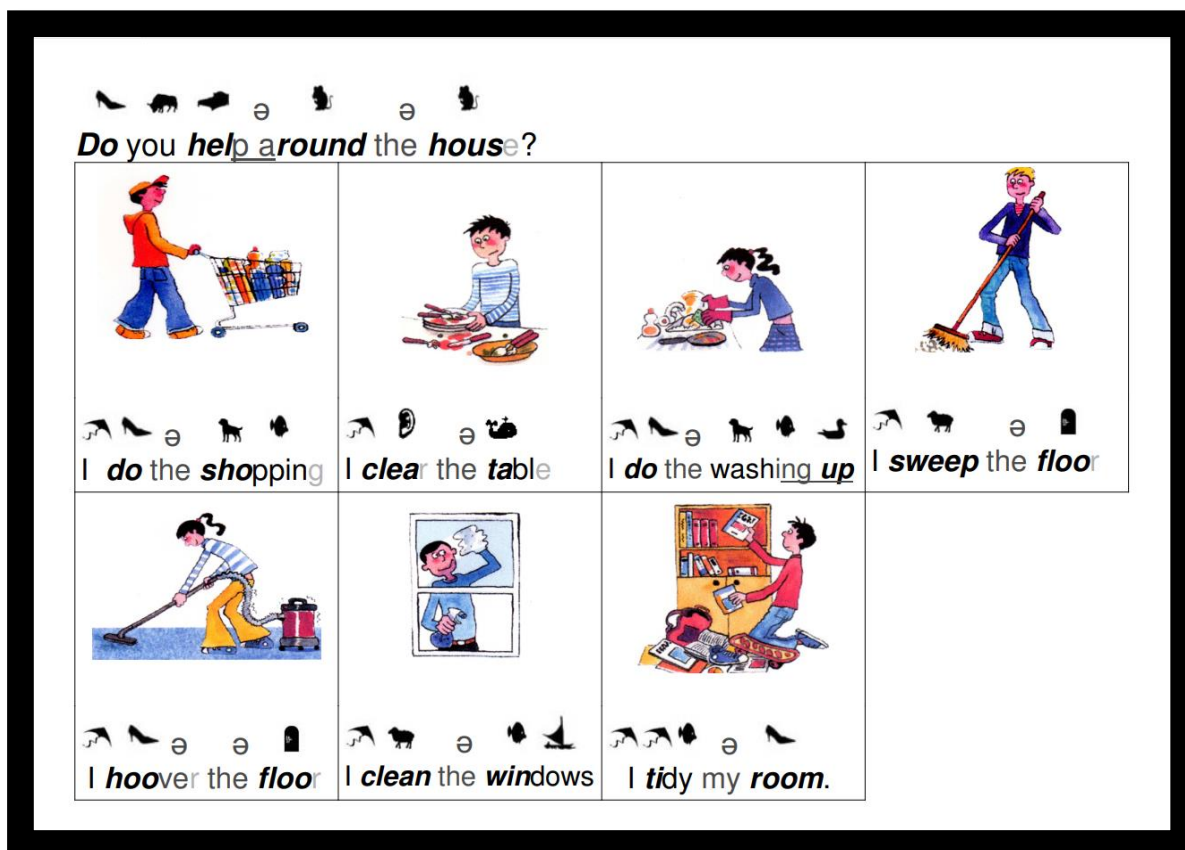 ə ə
Do you help around the house?
ə
I do the shopping
ə
I clear the table
ə
I do the washing up
ə
I sweep the floor
ə ə
I hoover the floor
ə
I clean the windows
ə
I tidy my room.